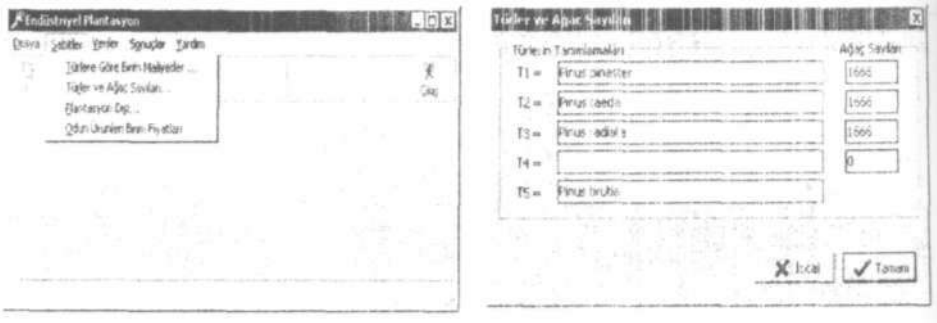 Endüstriyel Plantasyon
Dosya Sabitler Veriler Sonuçlar Yardım
Türlere Göre Birim Maliyetler ...
Türler ve Ağaç Sayıları...
Plantasyon Dışı ...
Odun Ürünleri Birim Fiyatları
Çıkış
Türler ve Ağaç Sayıları
Türlerin Tanımlamaları
Ağaç Sayıları
T1 = Pinus pinaster 1666
T2 = Pinus taeda 1666
T3 = Pinus radiata 1666
T4 = 0
T5 = Pinus brutia
İptal
Tamam